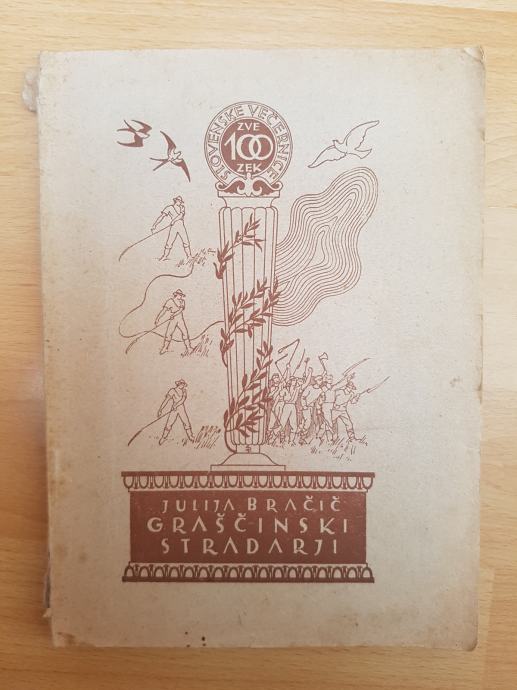 SLOVENSKE VEČERNICE
ZVE
100
ZEK
JULIJA BRAČIČ
GRAŠČINSKI
STRADARJI